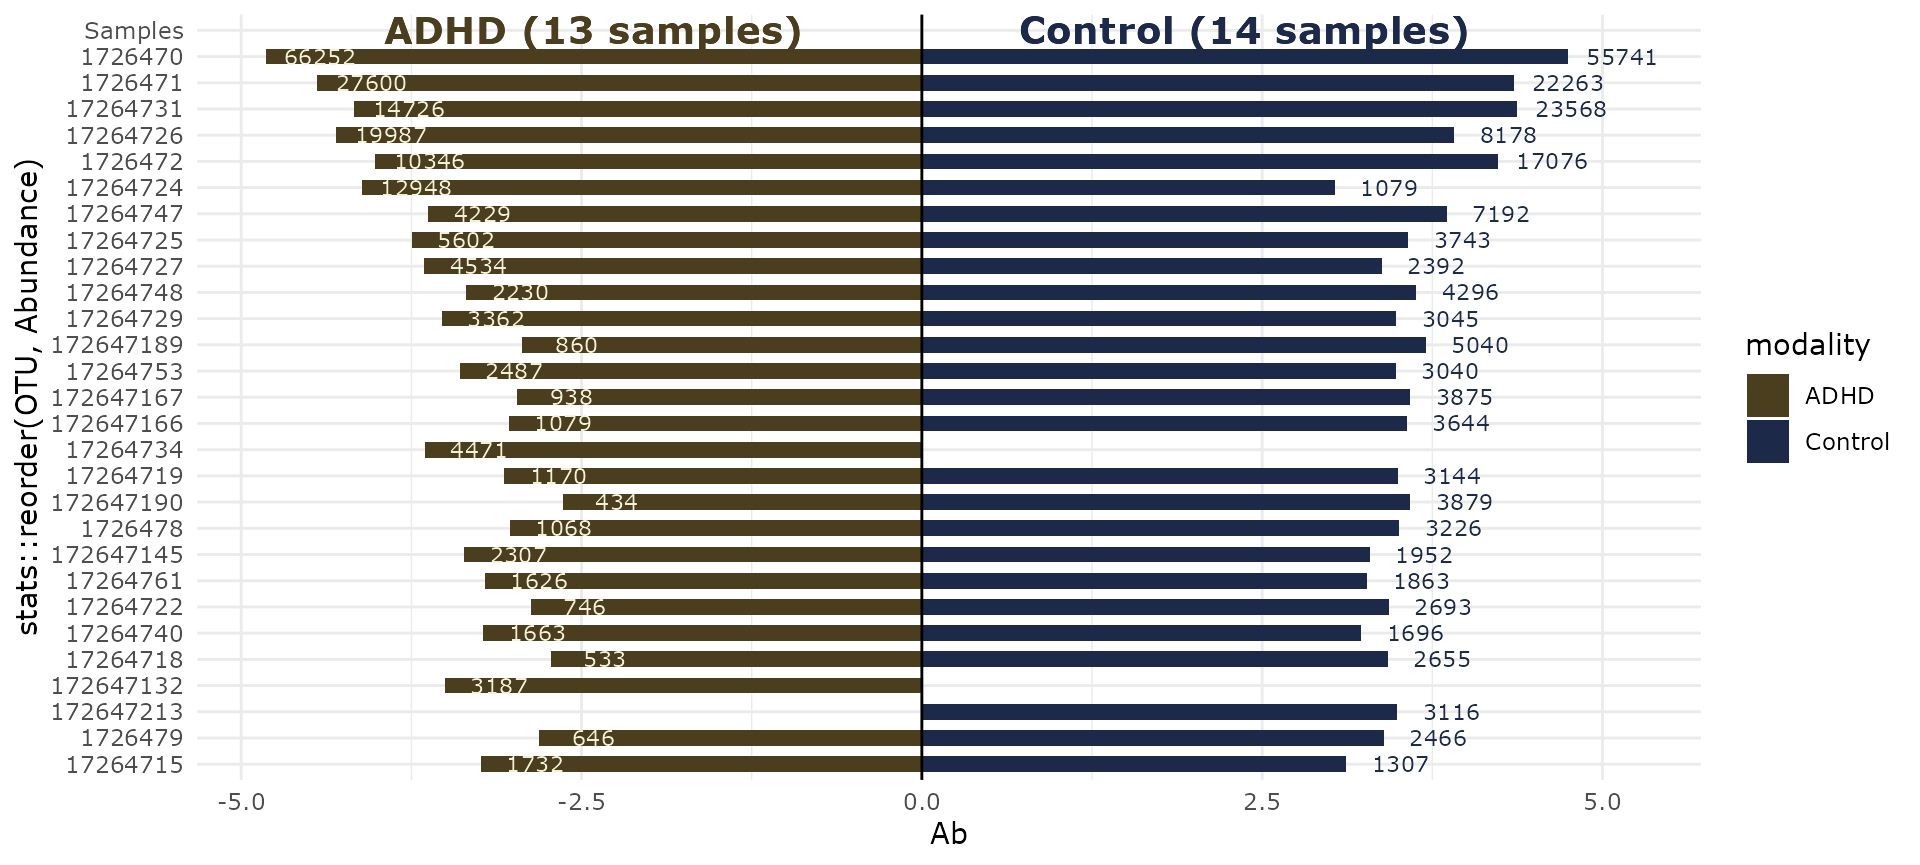 ADHD (13 samples) Control (14 samples)
Samples
1726470 66252 55741
1726471 27600 22263
17264731 14726 23568
17264726 19987 8178
1726472 10346 17076
17264724 12948 1079
17264747 4229 7192
17264725 5602 3743
17264727 4534 2392
17264748 2230 4296
17264729 3362 3045
172647189 860 5040
17264753 2487 3040
172647167 938 3875
172647166 1079 3644
17264734 4471
17264719 1170 3144
172647190 434 3879
1726478 1068 3226
172647145 2307 1952
17264761 1626 1863
17264722 746 2693
17264740 1663 1696
17264718 533 2655
172647132 3187
172647213 3116
1726479 646 2466
17264715 1732 1307
-5.0 -2.5 0.0 2.5 5.0
Ab
stats::reorder(OTU, Abundance)
modality
ADHD
Control